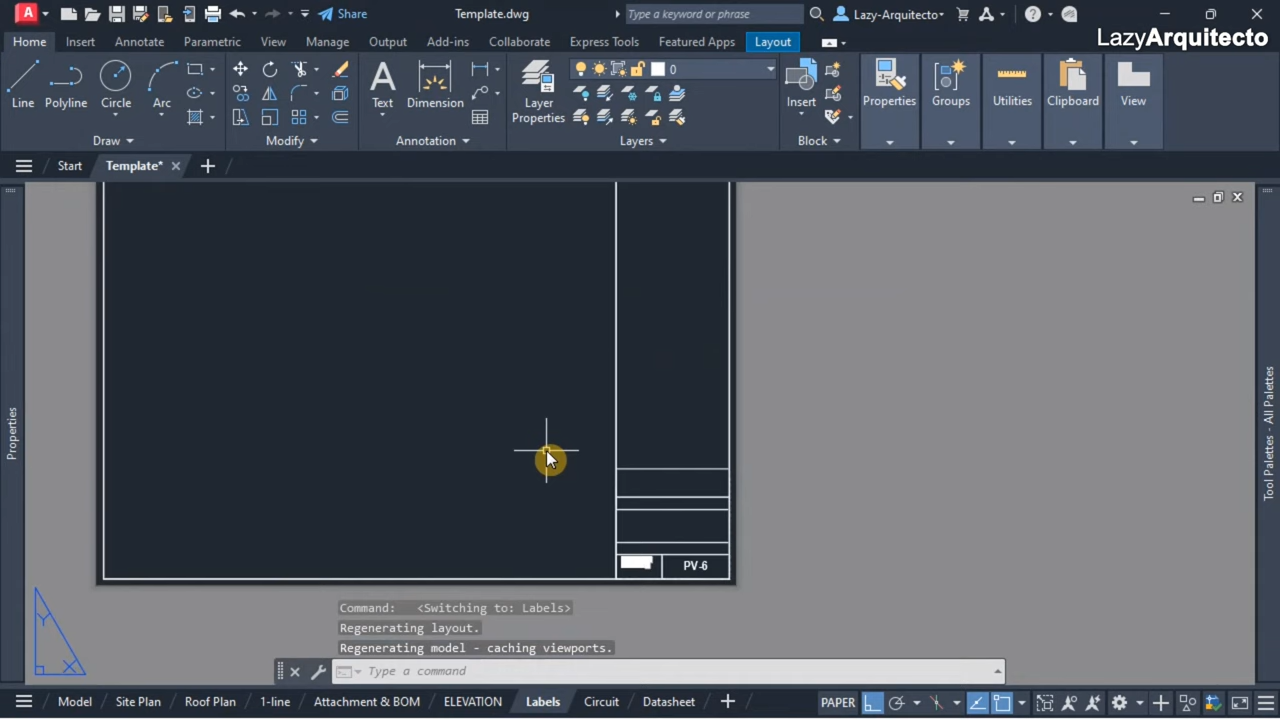 Share
Template.dwg
Type a keyword or phrase
Lazy-Arquitecto
LazyArquitecto
Home Insert Annotate Parametric View Manage Output Add-ins Collaborate Express Tools Featured Apps Layout
0
Line Polyline Circle Arc
Text Dimension
Layer
Properties
Insert
Properties Groups Utilities Clipboard View
Draw Modify Annotation Layers Block
Start Template*
Properties
Tool Palettes - All Palettes
PV-6
Y
X
Command: <Switching to: Labels>
Regenerating layout.
Regenerating model - caching viewports.
Type a command
Model Site Plan Roof Plan 1-line Attachment & BOM ELEVATION Labels Circuit Datasheet PAPER